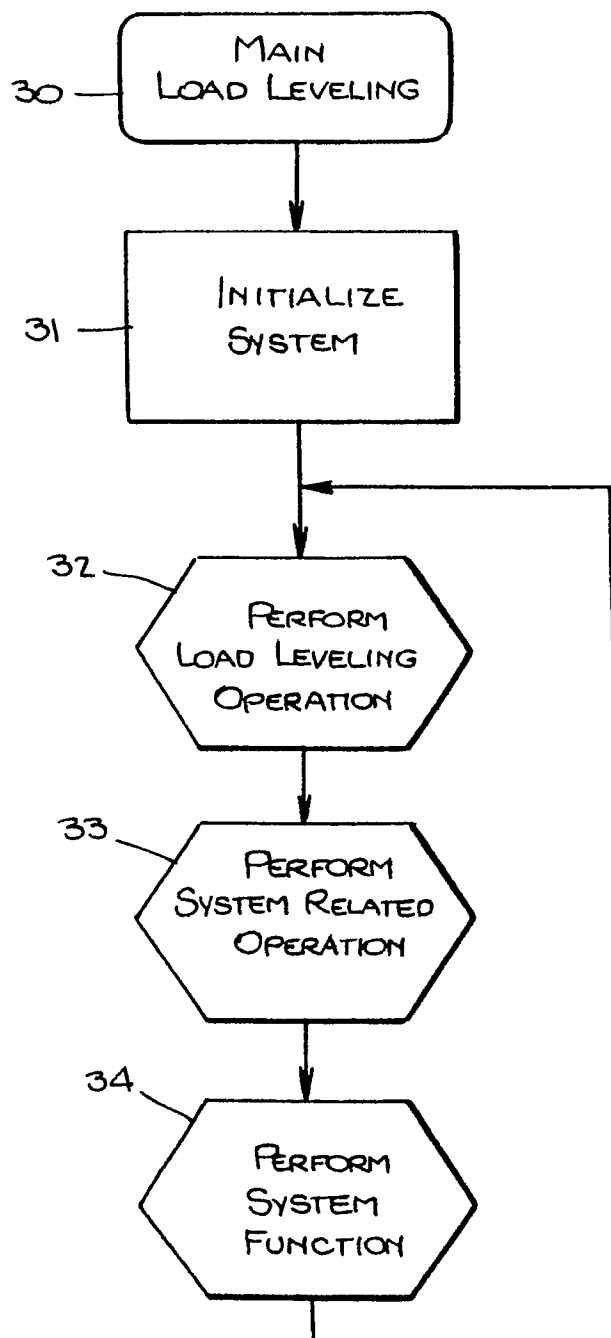 MAIN
LOAD LEVELING
30
INITIALIZE
SYSTEM
31
32
PERFORM
LOAD LEVELING
OPERATION
33
PERFORM
SYSTEM RELATED
OPERATION
34
PERFORM
SYSTEM
FUNCTION